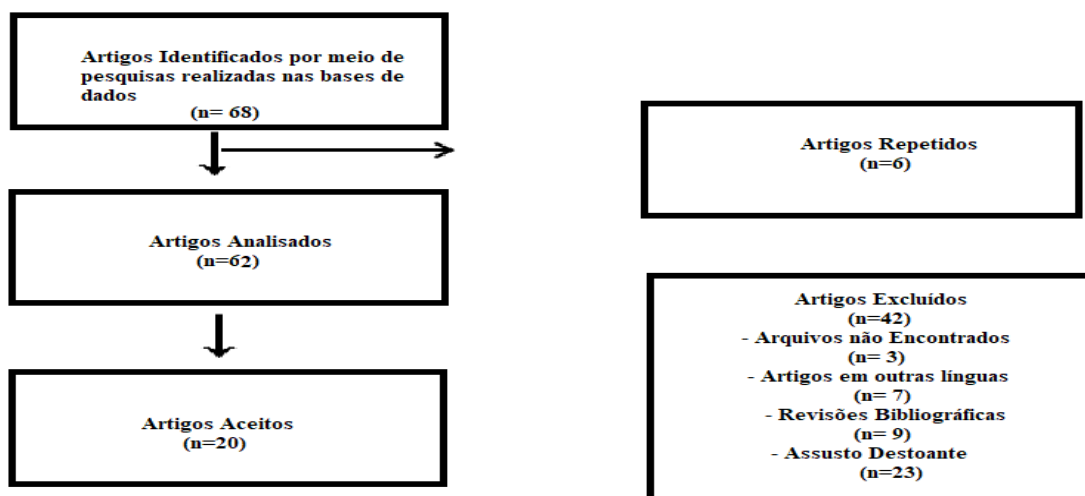 Artigos Identificados por meio de
pesquisas realizadas nas bases de
dados
(n= 68)
Artigos Repetidos
(n=6)
Artigos Analisados
(n=62)
Artigos Excluídos
(n=42)
- Arquivos não Encontrados
(n= 3)
- Artigos em outras línguas
(n= 7)
- Revisões Bibliográficas
(n= 9)
- Assusto Destoante
(n=23)
Artigos Aceitos
(n=20)